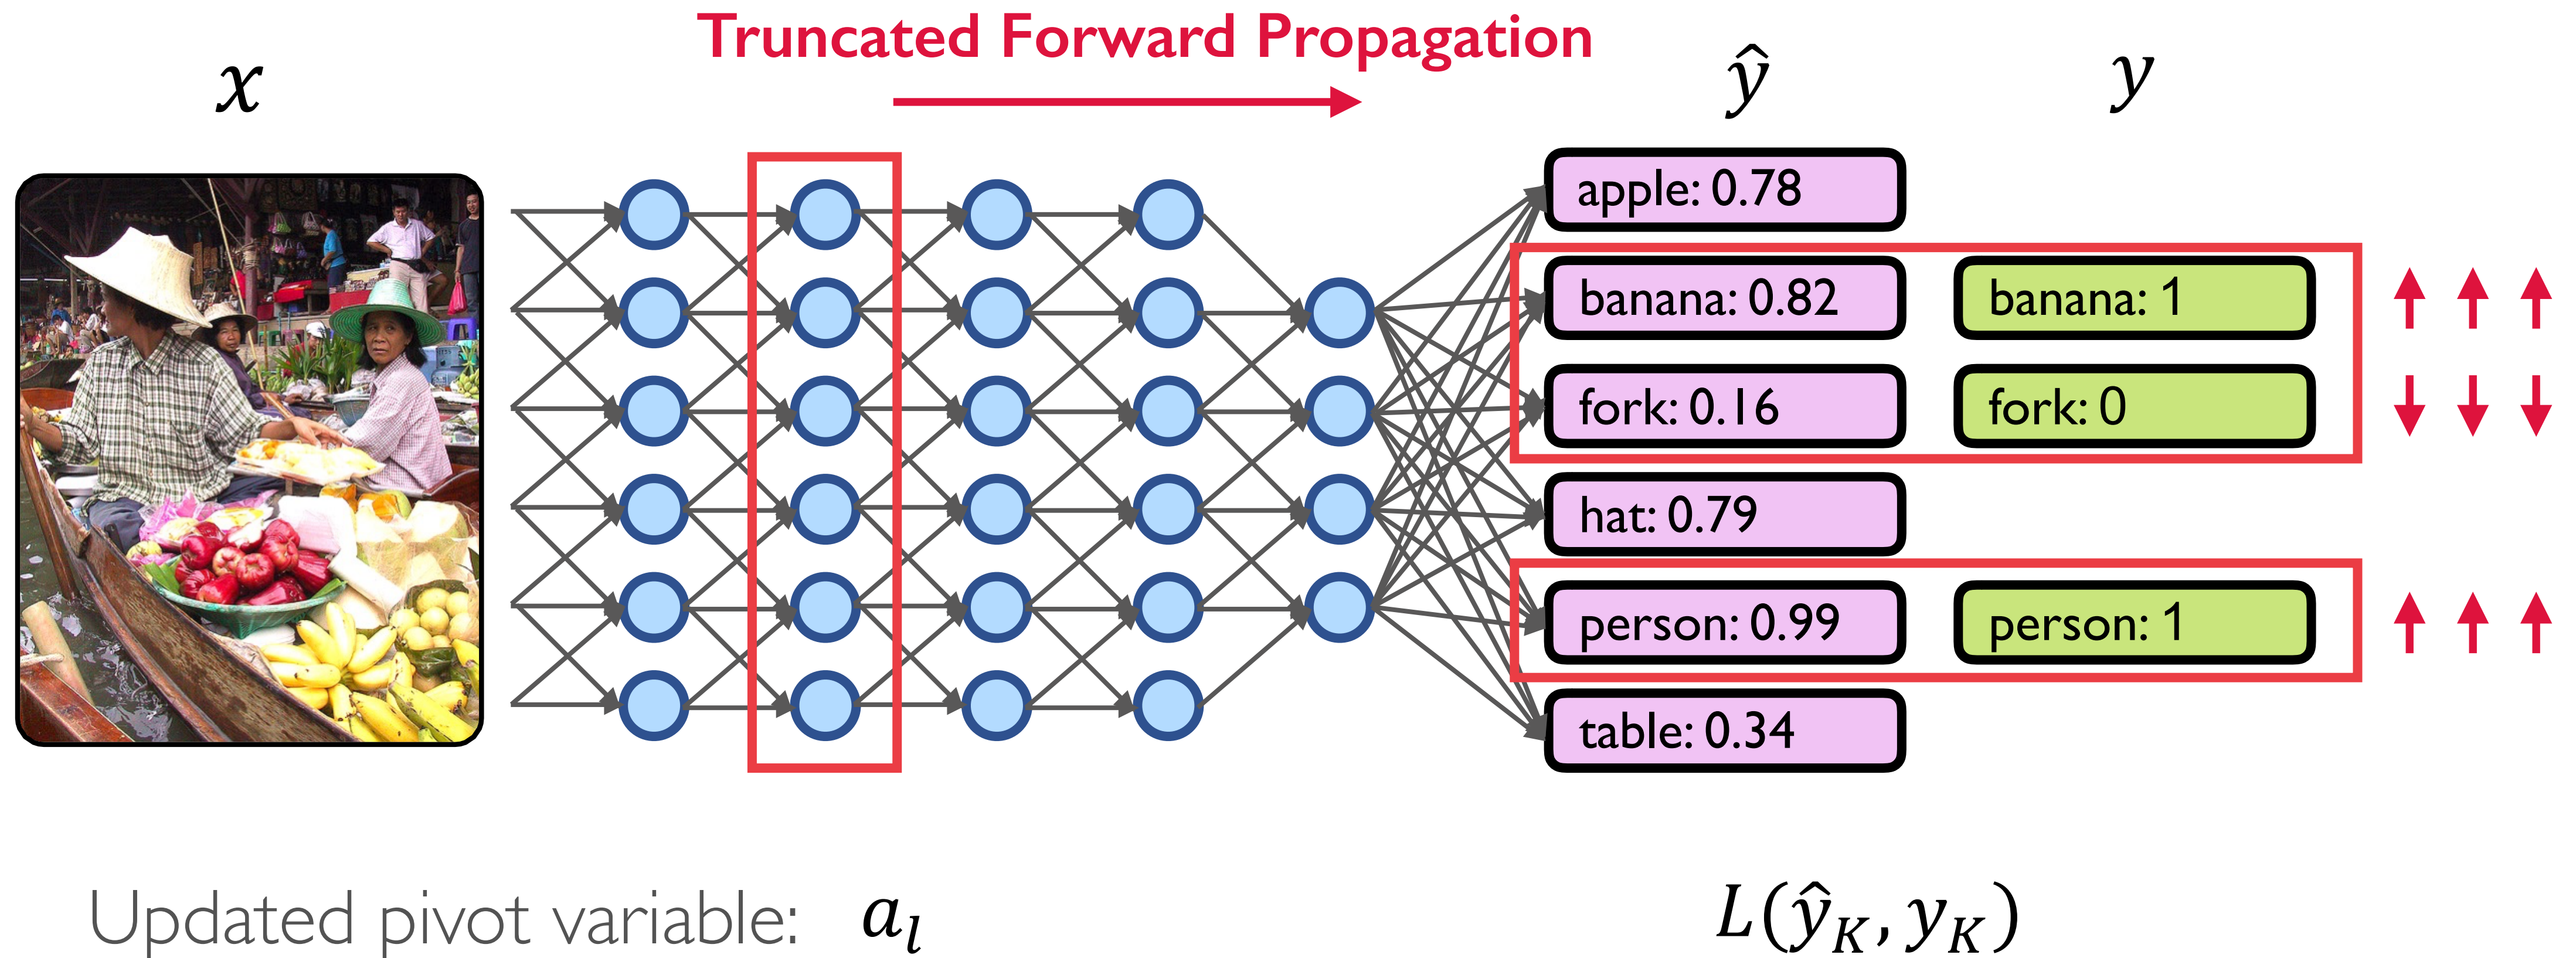 Truncated Forward Propagation
x
ŷ
y
apple: 0.78
banana: 0.82
banana: 1
fork: 0.16
fork: 0
hat: 0.79
person: 0.99
person: 1
table: 0.34
Updated pivot variable: a_l
L(ŷ_K, y_K)